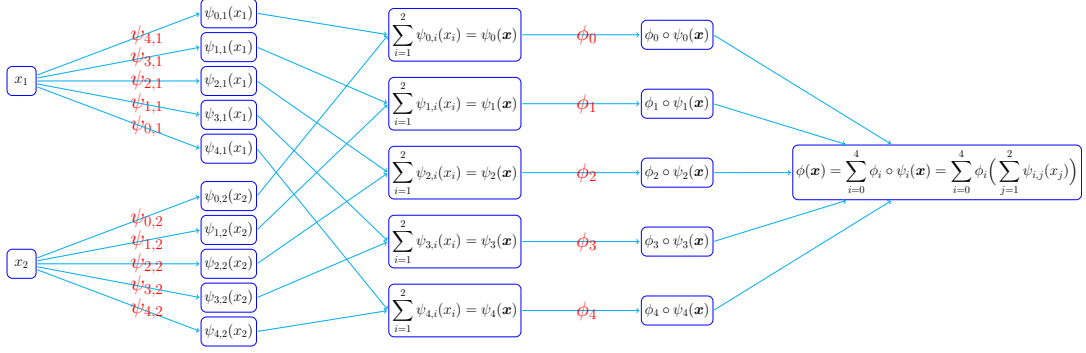 x₁
ψ₄,₁
ψ₃,₁
ψ₂,₁
ψ₁,₁
ψ₀,₁
ψ₀,₁(x₁)
ψ₁,₁(x₁)
ψ₂,₁(x₁)
ψ₃,₁(x₁)
ψ₄,₁(x₁)
x₂
ψ₀,₂
ψ₁,₂
ψ₂,₂
ψ₃,₂
ψ₄,₂
ψ₀,₂(x₂)
ψ₁,₂(x₂)
ψ₂,₂(x₂)
ψ₃,₂(x₂)
ψ₄,₂(x₂)
∑_{i=1}^{2} ψ₀,ᵢ(xᵢ) = ψ₀(𝒙)
∑_{i=1}^{2} ψ₁,ᵢ(xᵢ) = ψ₁(𝒙)
∑_{i=1}^{2} ψ₂,ᵢ(xᵢ) = ψ₂(𝒙)
∑_{i=1}^{2} ψ₃,ᵢ(xᵢ) = ψ₃(𝒙)
∑_{i=1}^{2} ψ₄,ᵢ(xᵢ) = ψ₄(𝒙)
ϕ₀
ϕ₁
ϕ₂
ϕ₃
ϕ₄
ϕ₀ ∘ ψ₀(𝒙)
ϕ₁ ∘ ψ₁(𝒙)
ϕ₂ ∘ ψ₂(𝒙)
ϕ₃ ∘ ψ₃(𝒙)
ϕ₄ ∘ ψ₄(𝒙)
ϕ(𝒙) = ∑_{i=0}^{4} ϕᵢ ∘ ψᵢ(𝒙) = ∑_{i=0}^{4} ϕᵢ(∑_{j=1}^{2} ψᵢ,ⱼ(xⱼ))